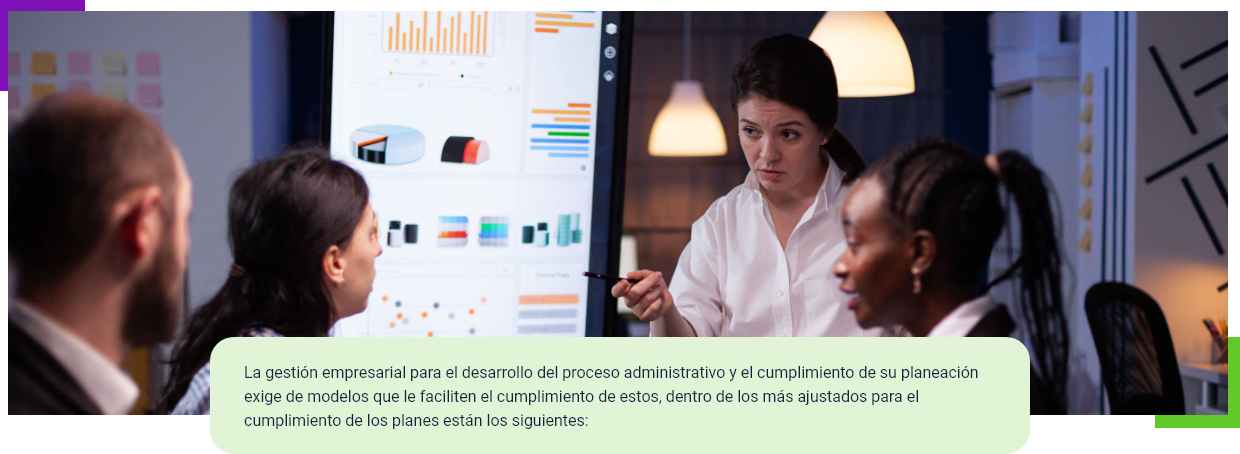 La gestión empresarial para el desarrollo del proceso administrativo y el cumplimiento de su planeación
exige de modelos que le faciliten el cumplimiento de estos, dentro de los más ajustados para el
cumplimiento de los planes están los siguientes: